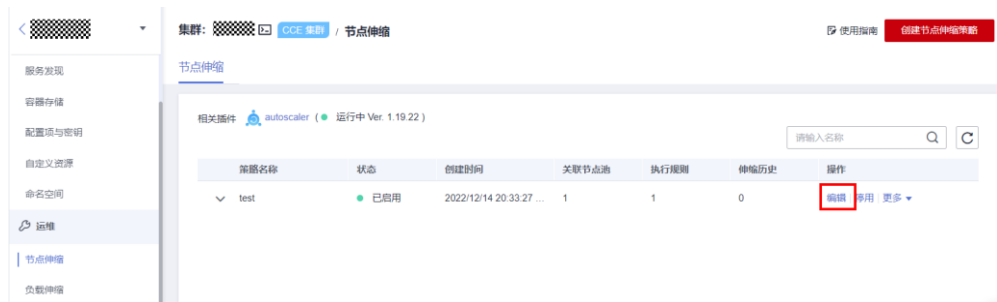 集群: CCE 集群 / 节点伸缩 使用指南 创建节点伸缩策略
服务发现
容器存储
配置项与密钥
自定义资源
命名空间
运维
节点伸缩
负载伸缩
节点伸缩
相关插件 autoscaler ( 运行中 Ver. 1.19.22 )
请输入名称
策略名称 状态 创建时间 关联节点池 执行规则 伸缩历史 操作
test 已启用 2022/12/14 20:33:27 ... 1 1 0 编辑 停用 更多